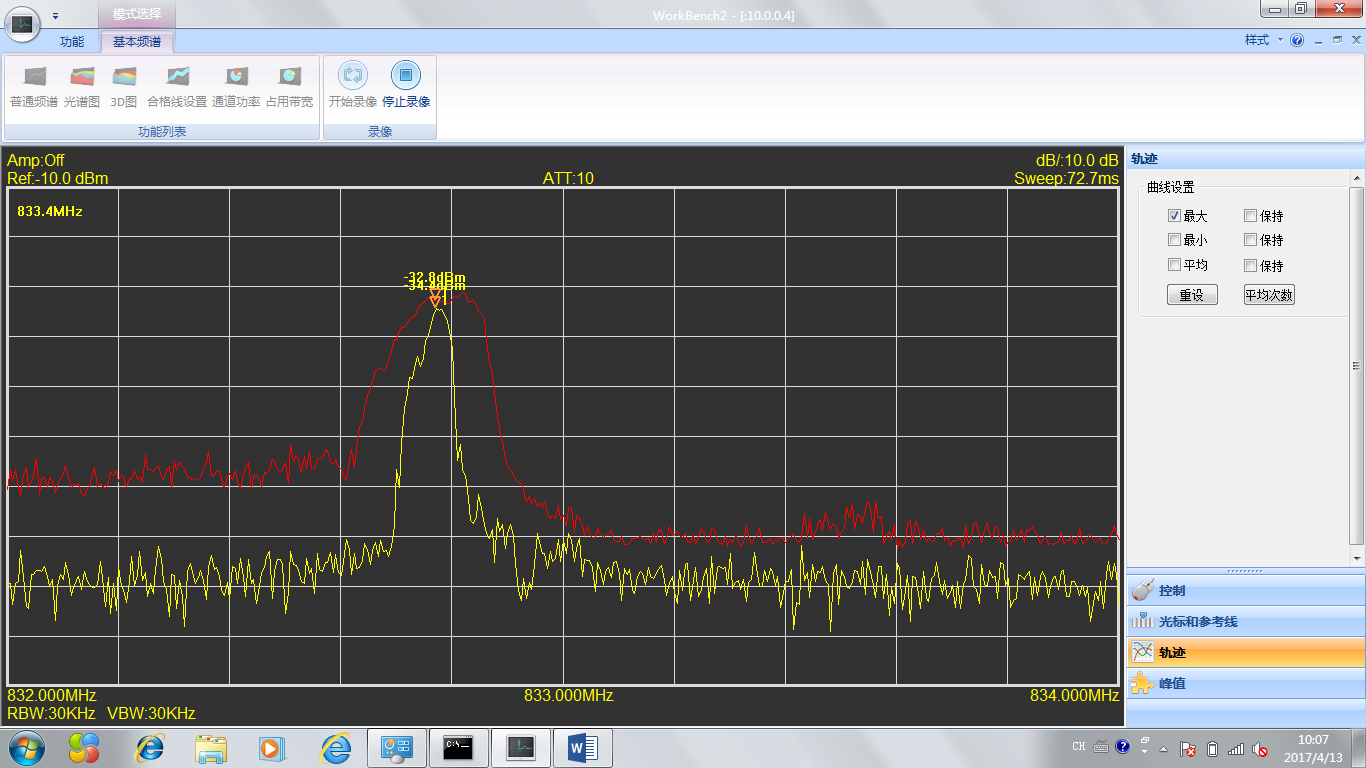 模式选择
WorkBench2 - [:10.0.0.4]
功能 基本频谱 样式
普通频谱 光谱图 3D图 合格线设置 通道功率 占用带宽 开始录像 停止录像
功能列表 录像
Amp:Off dB/:10.0 dB
Ref:-10.0 dBm ATT:10 Sweep:72.7ms
833.4MHz
-32.8dBm
832.000MHz 833.000MHz 834.000MHz
RBW:30KHz VBW:30KHz
轨迹
曲线设置
最大 保持
最小 保持
平均 保持
重设 平均次数
控制
光标和参考线
轨迹
峰值
CH
10:07
2017/4/13